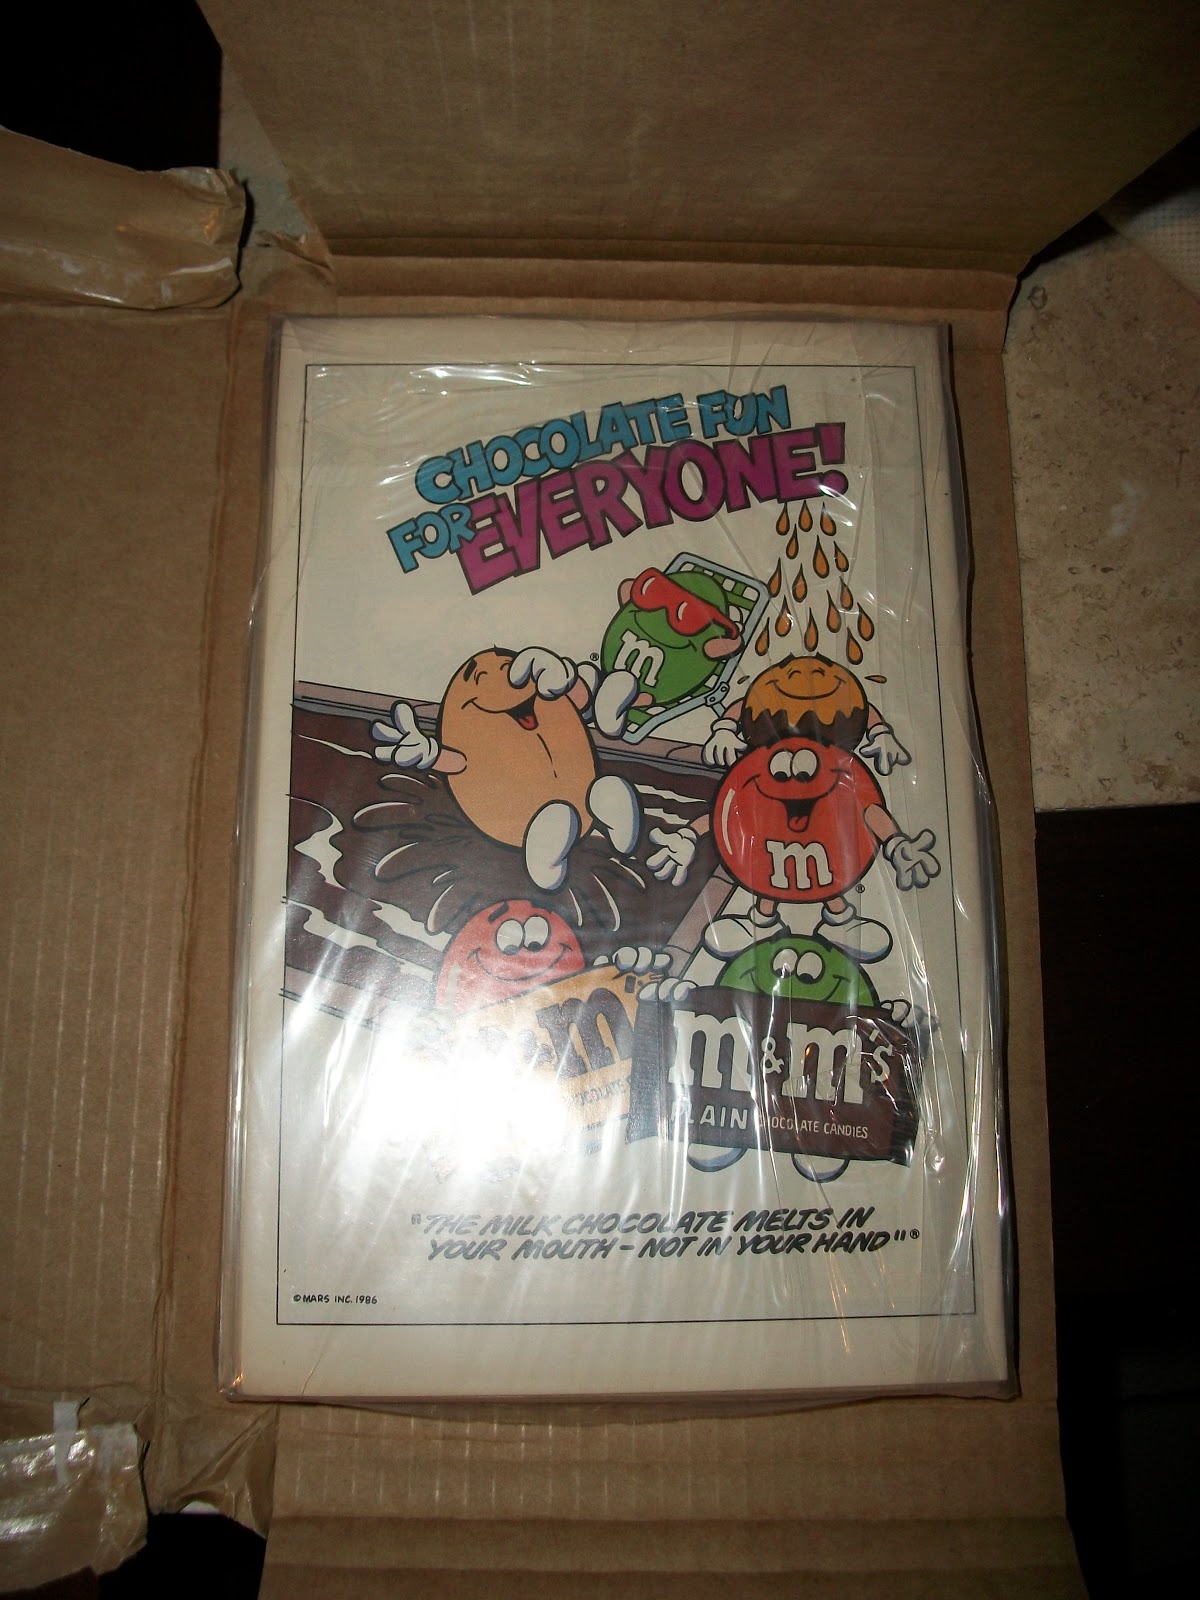 CHOCOLATE FUN
FOR EVERYONE!
m®
m®
m's
CHOCOLATE
m&m's®
PLAIN CHOCOLATE CANDIES
"THE MILK CHOCOLATE MELTS IN
YOUR MOUTH - NOT IN YOUR HAND"®
© MARS INC. 1986